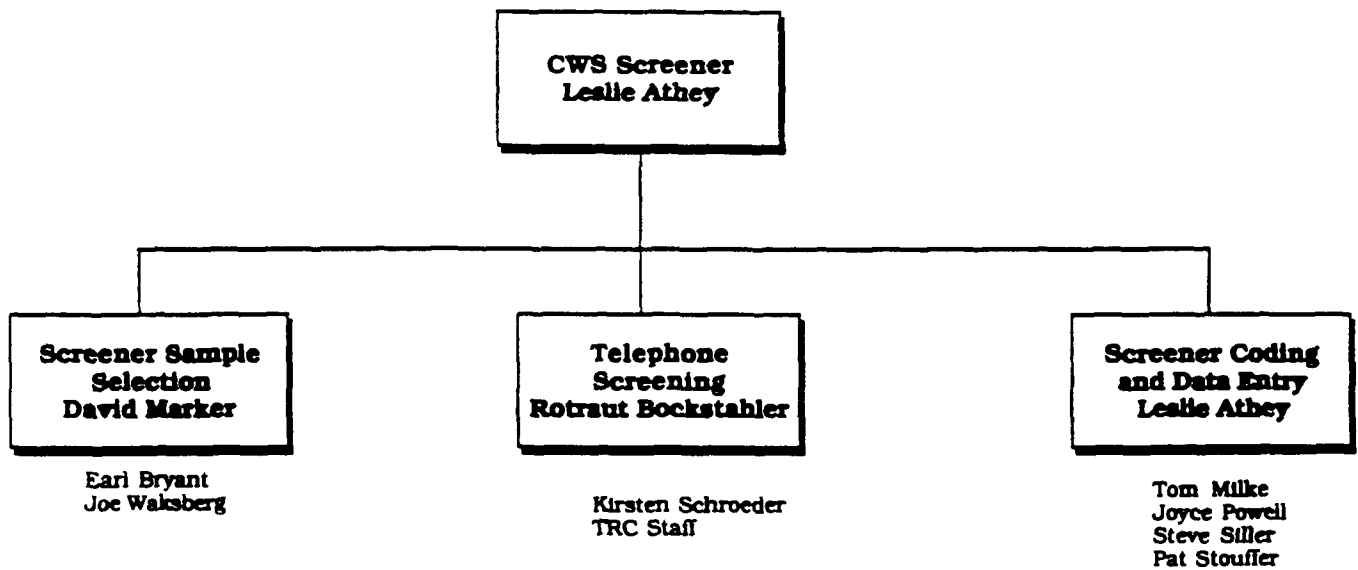 CWS Screener
Leslie Athey
Screener Sample
Selection
David Marker
Telephone
Screening
Rotraut Bockstahler
Screener Coding
and Data Entry
Leslie Athey
Earl Bryant
Joe Waksberg
Kirsten Schroeder
TRC Staff
Tom Milke
Joyce Powell
Steve Siller
Pat Stouffer